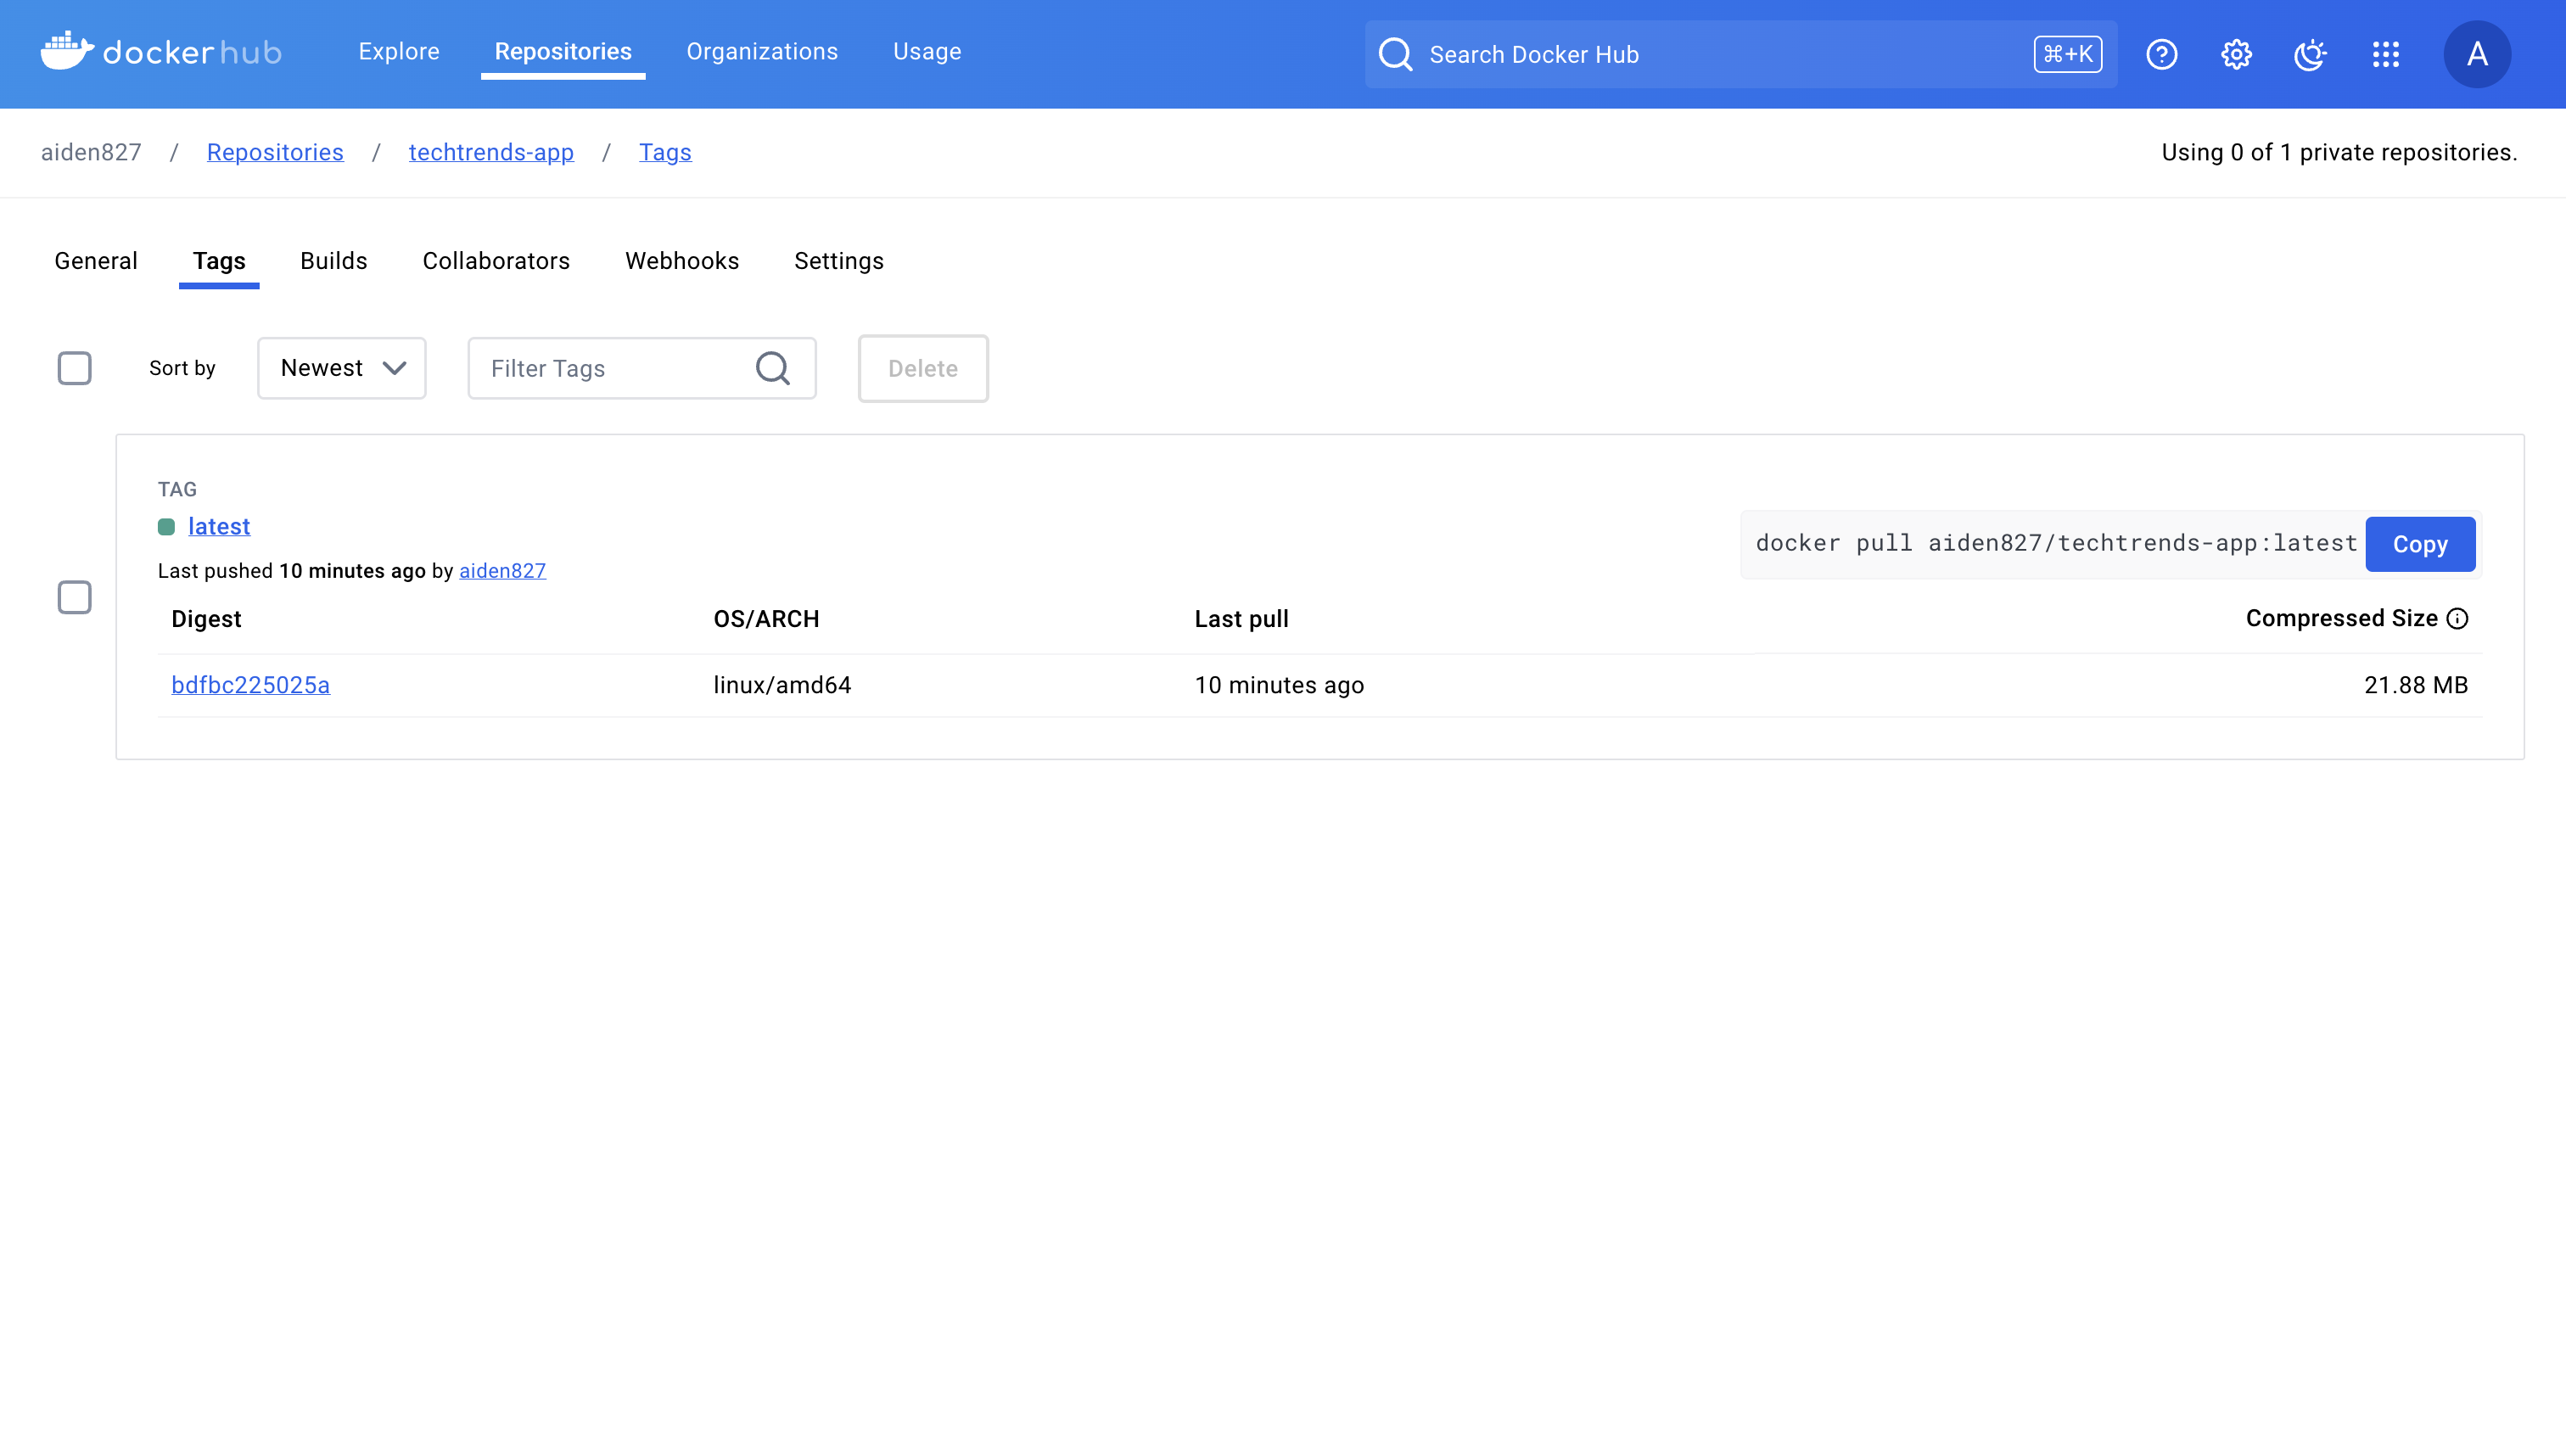 dockerhub Explore Repositories Organizations Usage Search Docker Hub ⌘+K A
aiden827 / Repositories / techtrends-app / Tags Using 0 of 1 private repositories.
General Tags Builds Collaborators Webhooks Settings
Sort by Newest Filter Tags Delete
TAG
latest
docker pull aiden827/techtrends-app:latest Copy
Last pushed 10 minutes ago by aiden827
Digest OS/ARCH Last pull Compressed Size
bdfbc225025a linux/amd64 10 minutes ago 21.88 MB